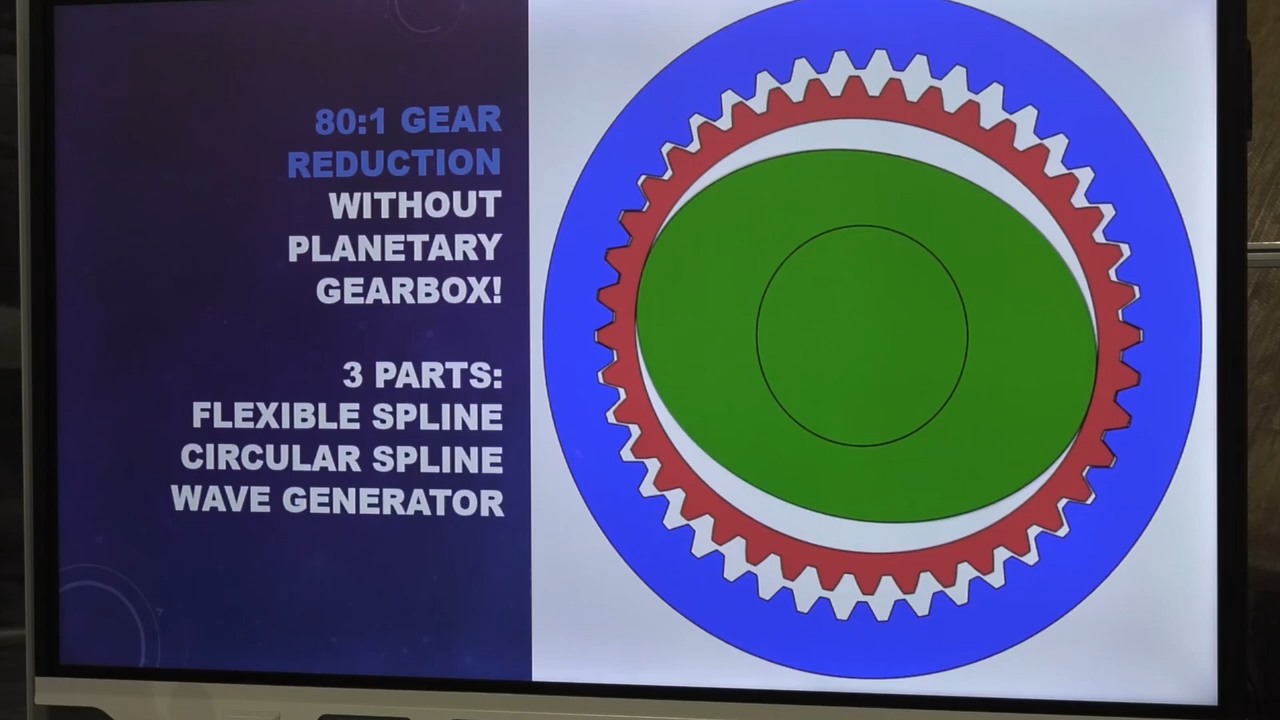 80:1 GEAR
REDUCTION
WITHOUT
PLANETARY
GEARBOX!
3 PARTS:
FLEXIBLE SPLINE
CIRCULAR SPLINE
WAVE GENERATOR